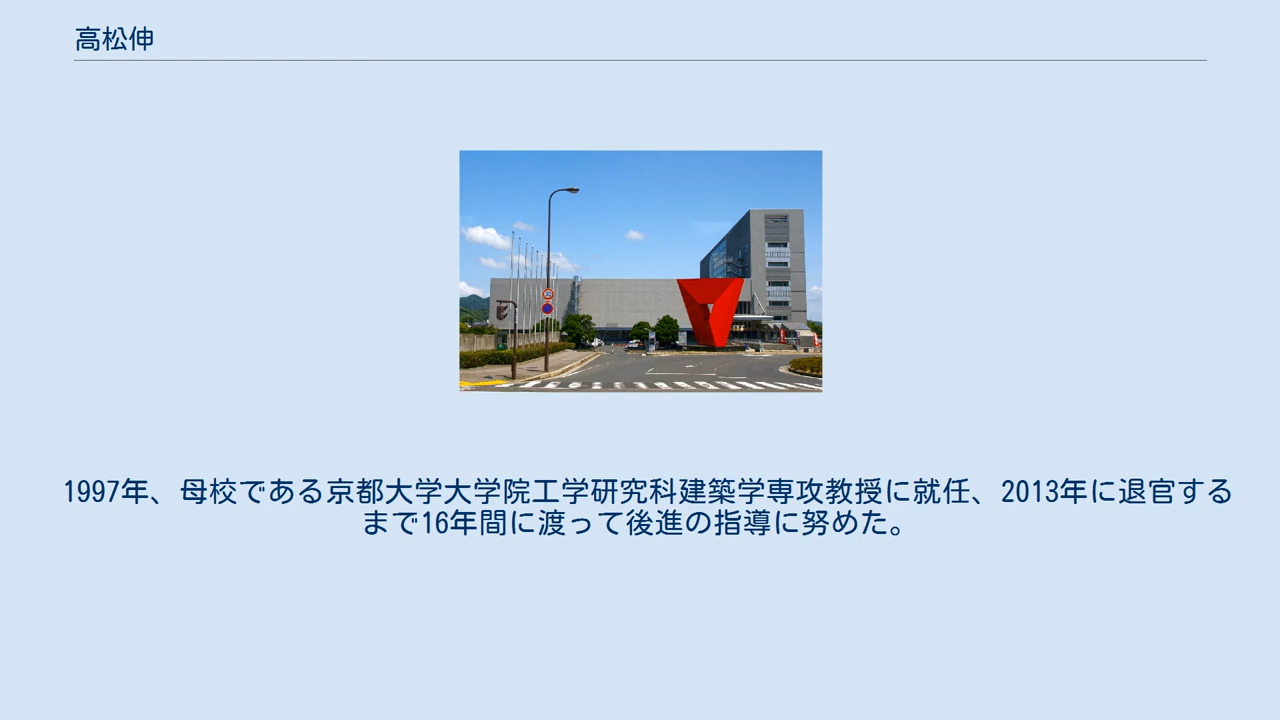 高松伸
1997年、母校である京都大学大学院工学研究科建築学専攻教授に就任、2013年に退官する
まで16年間に渡って後進の指導に努めた。